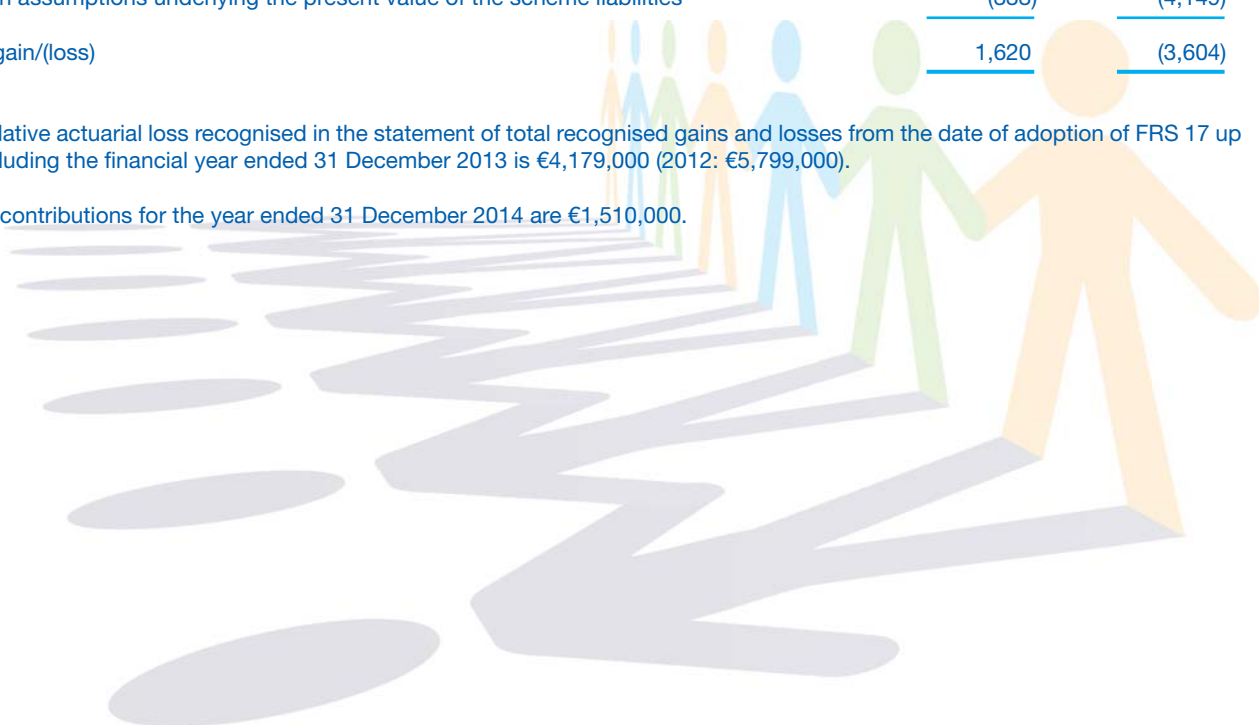 assumptions underlying the present value of the scheme liabilities
gain/(loss) 1,620 (3,604)
actuarial loss recognised in the statement of total recognised gains and losses from the date of adoption of FRS 17 up
the financial year ended 31 December 2013 is €4,179,000 (2012: €5,799,000).
contributions for the year ended 31 December 2014 are €1,510,000.